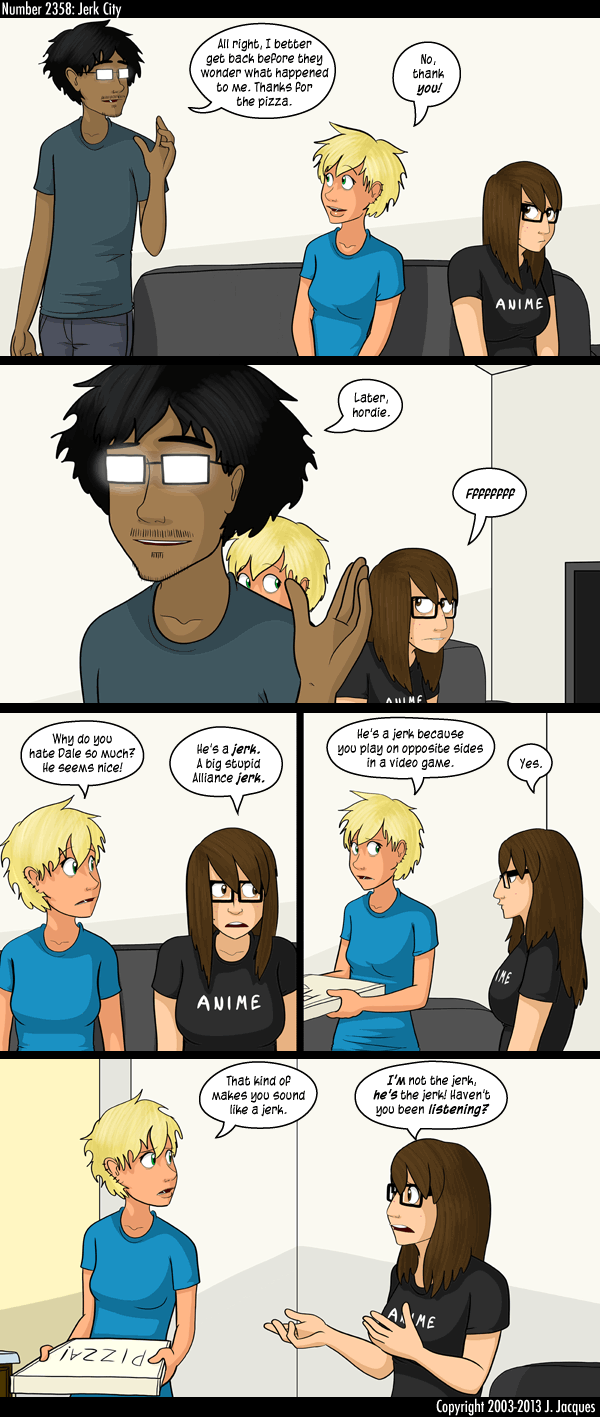 Number 2358: Jerk City
All right, I better
get back before they
wonder what happened
to me. Thanks for
the pizza.
No,
thank
you!
ANIME
Later,
hordie.
Ffffffff
ANIME
Why do you
hate Dale so much?
He seems nice!
He's a jerk.
A big stupid
Alliance jerk.
ANIME
He's a jerk because
you play on opposite sides
in a video game.
Yes.
IME
That kind of
makes you sound
like a jerk.
I'm not the jerk,
he's the jerk! Haven't
you been listening?
ANIME
PIZZA!
Copyright 2003-2013 J. Jacques